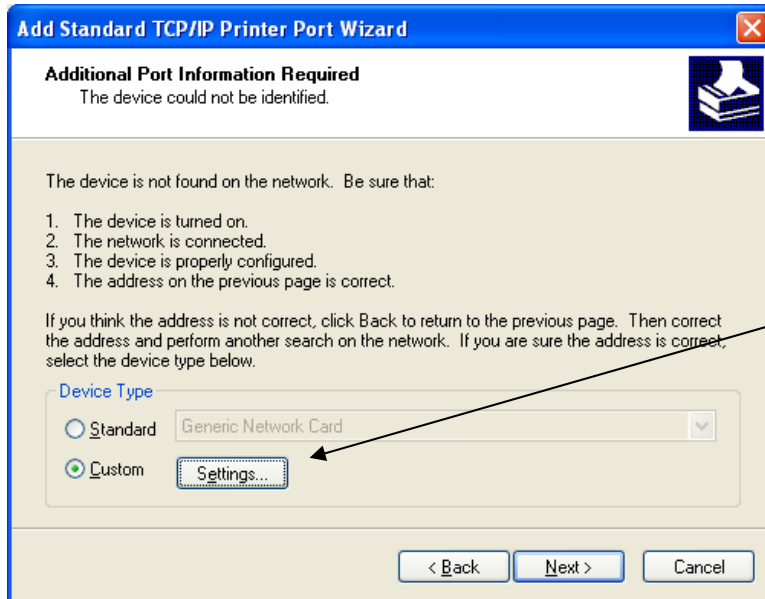 Add Standard TCP/IP Printer Port Wizard
Additional Port Information Required
The device could not be identified.
The device is not found on the network. Be sure that:
1. The device is turned on.
2. The network is connected.
3. The device is properly configured.
4. The address on the previous page is correct.
If you think the address is not correct, click Back to return to the previous page. Then correct
the address and perform another search on the network. If you are sure the address is correct,
select the device type below.
Device Type
Standard Generic Network Card
Custom Settings...
< Back Next > Cancel